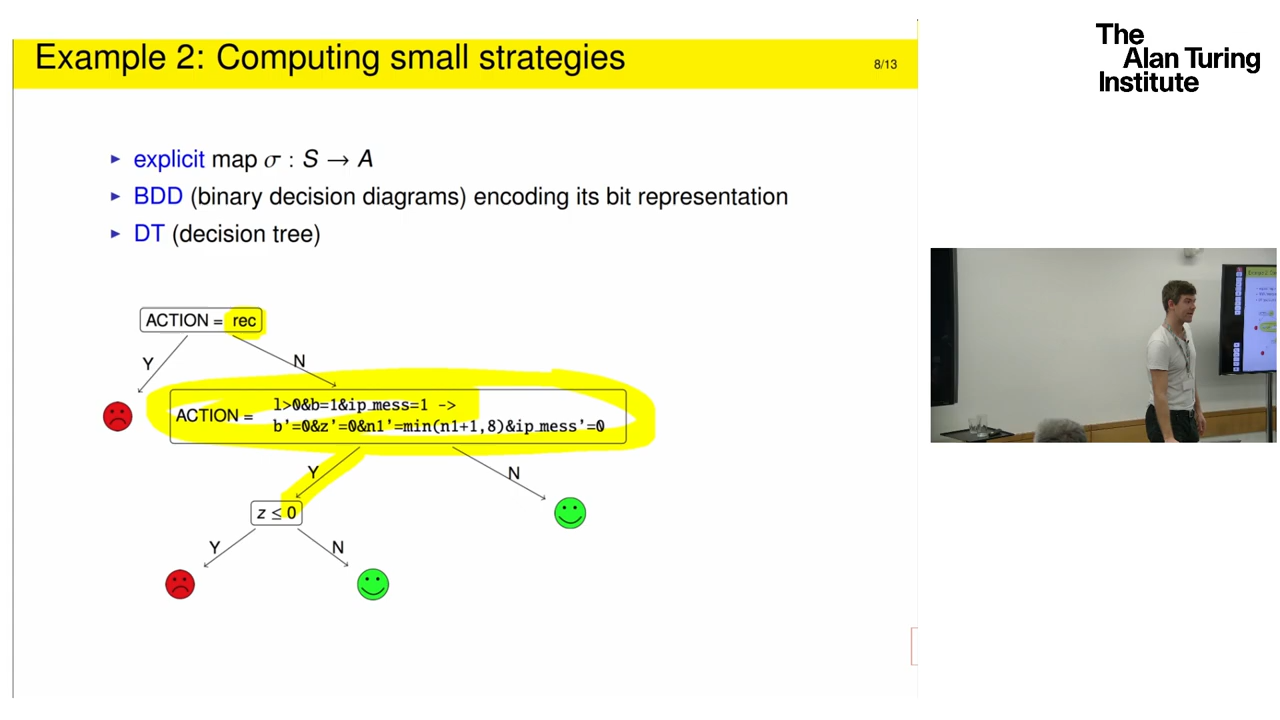 Example 2: Computing small strategies
8/13
The
Alan Turing
Institute
▶ explicit map σ : S → A
▶ BDD (binary decision diagrams) encoding its bit representation
▶ DT (decision tree)
ACTION = rec
Y
N
ACTION =
l>0&b=1&ip_mess=1 ->
b'=0&z'=0&n1'=min(n1+1,8)&ip_mess'=0
Y
N
z ≤ 0
Y
N